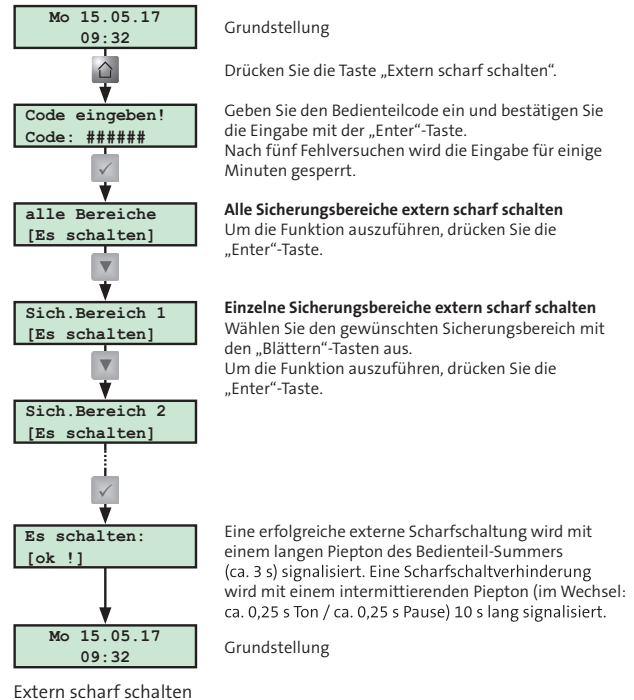 Mo 15.05.17
09:32
Grundstellung
Drücken Sie die Taste „Extern scharf schalten“.
Code eingeben!
Code: ######
Geben Sie den Bedienteilcode ein und bestätigen Sie
die Eingabe mit der „Enter“-Taste.
Nach fünf Fehlversuchen wird die Eingabe für einige
Minuten gesperrt.
alle Bereiche
[Es schalten]
Alle Sicherungsbereiche extern scharf schalten
Um die Funktion auszuführen, drücken Sie die
„Enter“-Taste.
Sich.Bereich 1
[Es schalten]
Einzelne Sicherungsbereiche extern scharf schalten
Wählen Sie den gewünschten Sicherungsbereich mit
den „Blättern“-Tasten aus.
Um die Funktion auszuführen, drücken Sie die
„Enter“-Taste.
Sich.Bereich 2
[Es schalten]
Es schalten:
[ok !]
Eine erfolgreiche externe Scharfschaltung wird mit
einem langen Piepton des Bedienteil-Summers
(ca. 3 s) signalisiert. Eine Scharfschaltverhinderung
wird mit einem intermittierenden Piepton (im Wechsel:
ca. 0,25 s Ton / ca. 0,25 s Pause) 10 s lang signalisiert.
Mo 15.05.17
09:32
Grundstellung
Extern scharf schalten